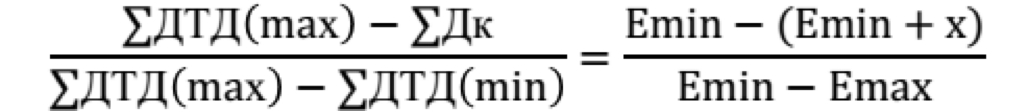 ∑ДТД(max) − ∑Дк / ∑ДТД(max) − ∑ДТД(min) = Emin − (Emin + x) / Emin − Emax